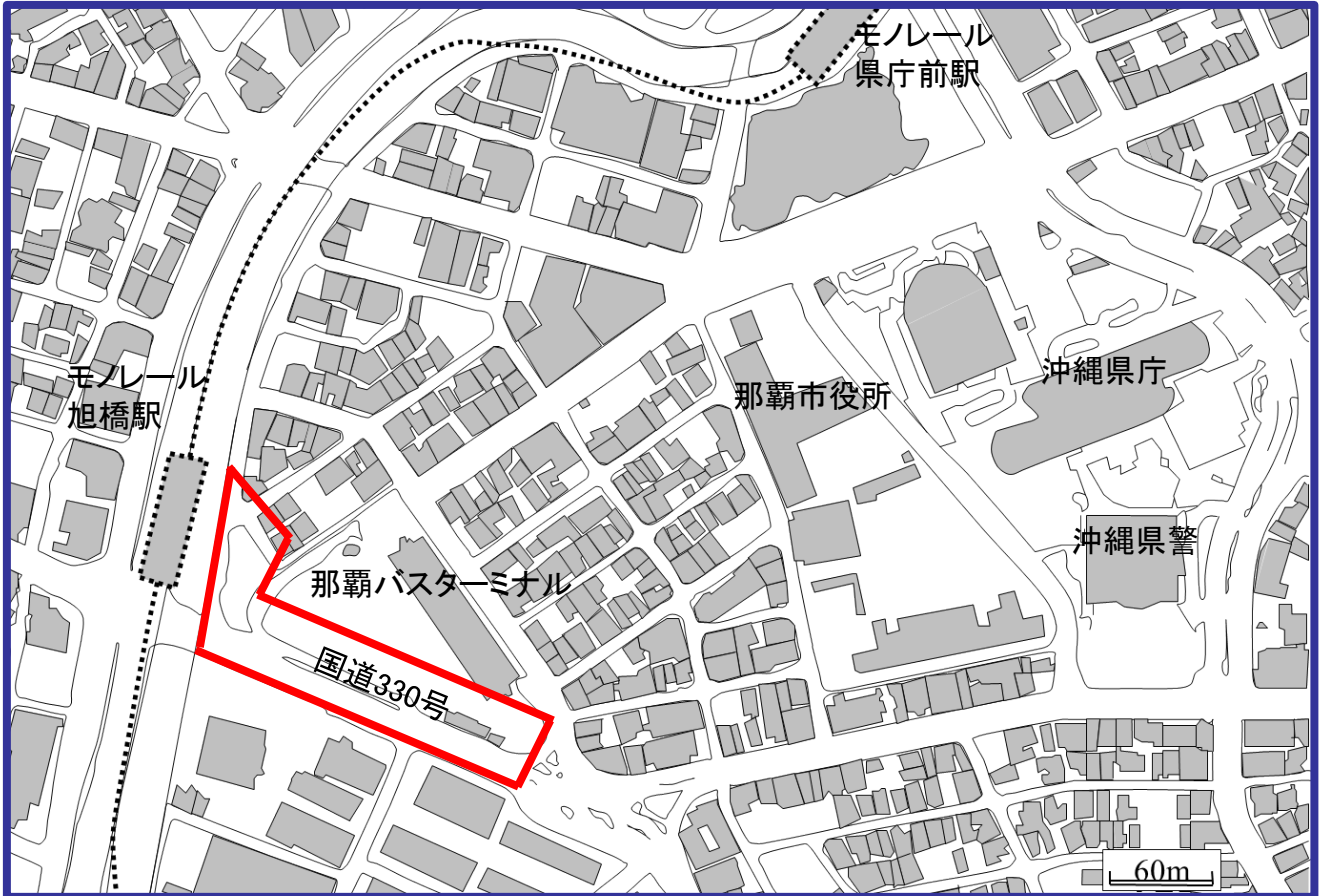 モノレール
県庁前駅
沖縄県庁
モノレール
旭橋駅
那覇市役所
沖縄県警
那覇バスターミナル
国道330号
60m